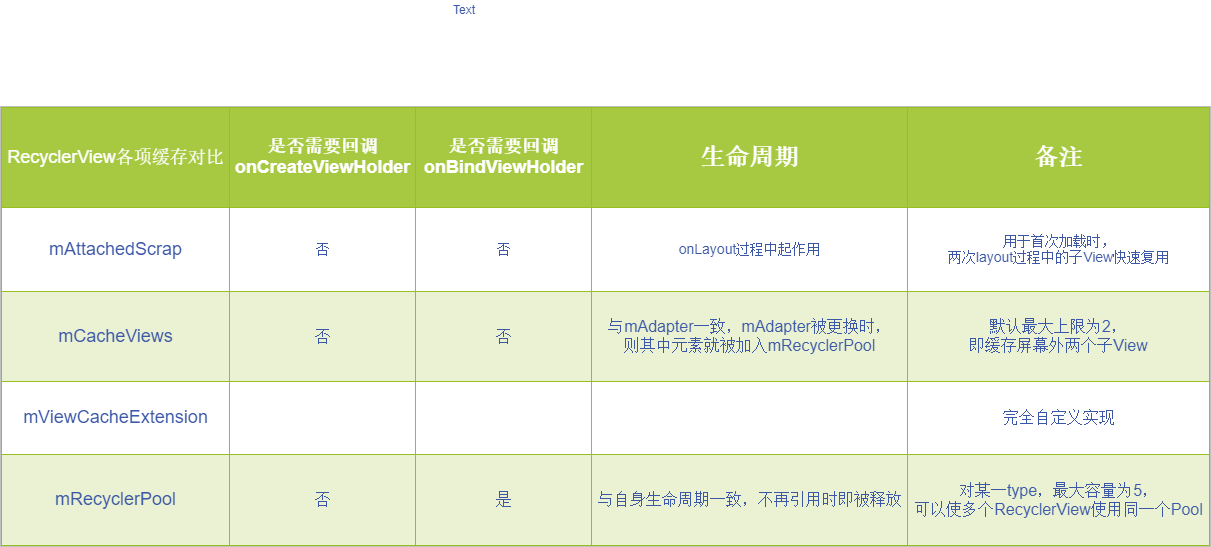 Text
RecyclerView各项缓存对比
是否需要回调
onCreateViewHolder
是否需要回调
onBindViewHolder
生命周期
备注
mAttachedScrap
否
否
onLayout过程中起作用
用于首次加载时，
两次layout过程中的子View快速复用
mCacheViews
否
否
与mAdapter一致，mAdapter被更换时，
则其中元素就被加入mRecyclerPool
默认最大上限为2，
即缓存屏幕外两个子View
mViewCacheExtension
完全自定义实现
mRecyclerPool
否
是
与自身生命周期一致，不再引用时即被释放
对某一type，最大容量为5，
可以使多个RecyclerView使用同一个Pool